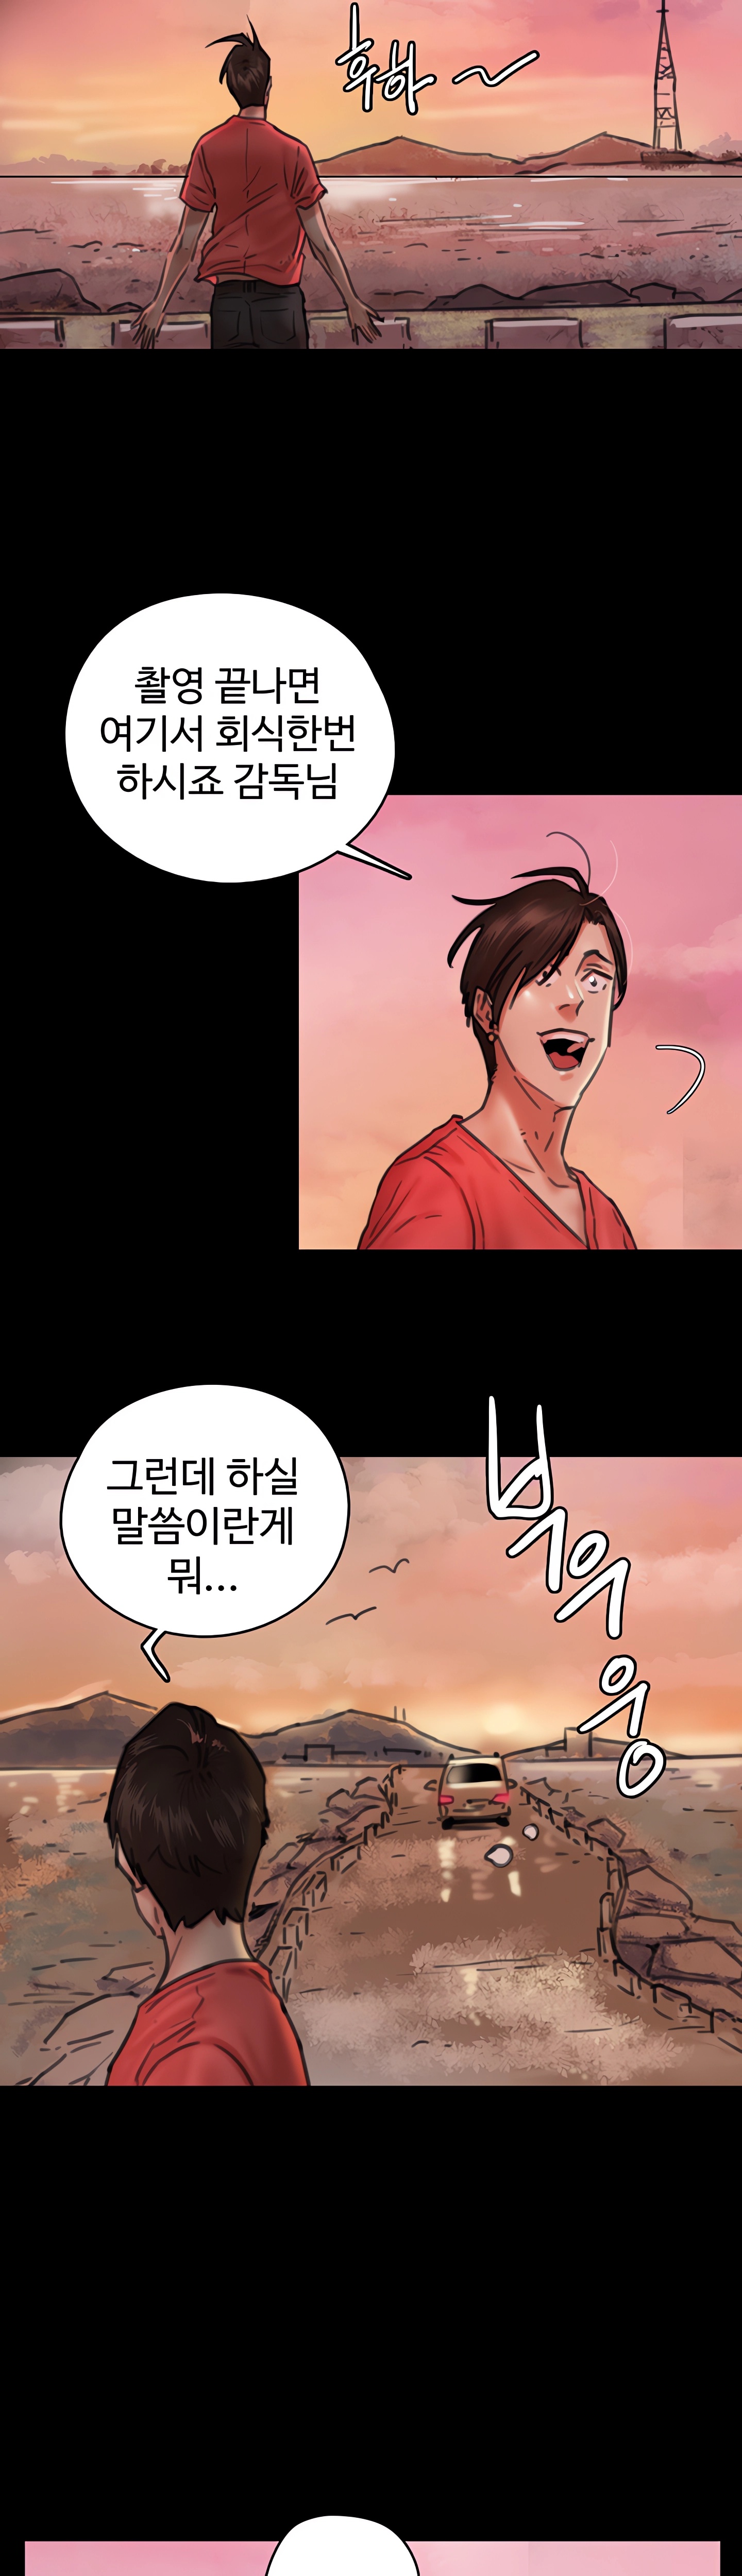 후하~
촬영 끝나면
여기서 회식한번
하시죠 감독님
그런데 하실
말씀이란게
뭐...
부우웅